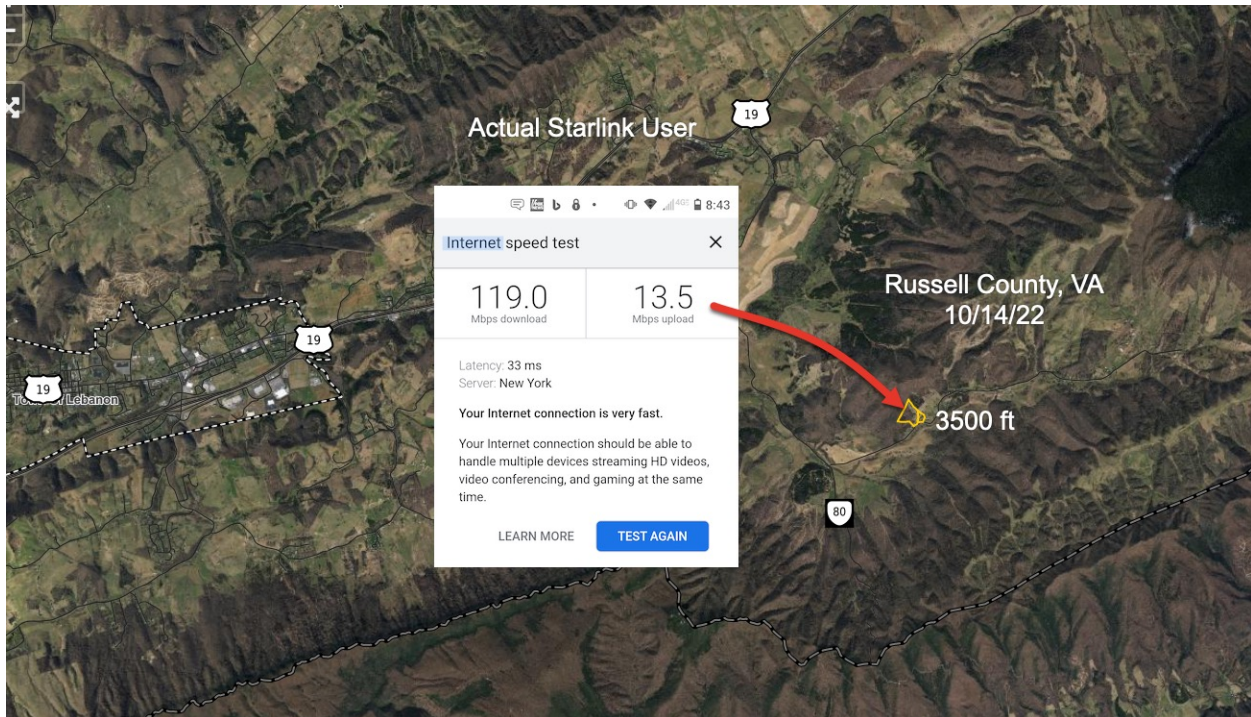 19
Actual Starlink User
8:43
Internet speed test
119.0
Mbps download
13.5
Mbps upload
Russell County, VA
10/14/22
19
Latency: 33 ms
Server: New York
19
Lebanon
Your Internet connection is very fast.
3500 ft
Your Internet connection should be able to
handle multiple devices streaming HD videos,
video conferencing, and gaming at the same
time.
80
LEARN MORE
TEST AGAIN